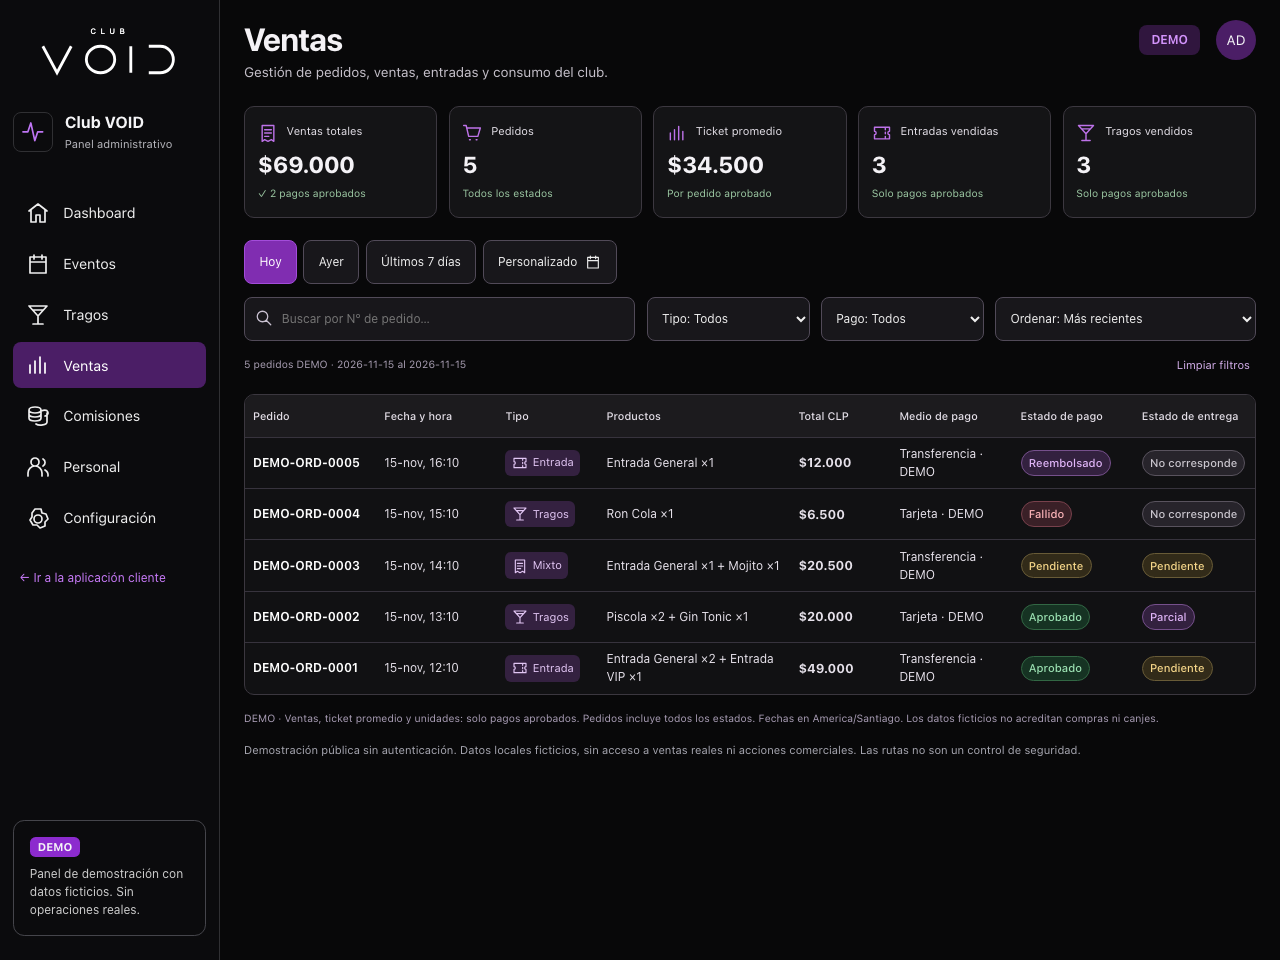 CLUB
VOID
Club VOID
Panel administrativo
Dashboard
Eventos
Tragos
Ventas
Comisiones
Personal
Configuración
← Ir a la aplicación cliente
DEMO
Panel de demostración con
datos ficticios. Sin
operaciones reales.
Ventas
Gestión de pedidos, ventas, entradas y consumo del club.
DEMO
AD
Ventas totales
$69.000
✓ 2 pagos aprobados
Pedidos
5
Todos los estados
Ticket promedio
$34.500
Por pedido aprobado
Entradas vendidas
3
Solo pagos aprobados
Tragos vendidos
3
Solo pagos aprobados
Hoy
Ayer
Últimos 7 días
Personalizado
Buscar por N° de pedido...
Tipo: Todos
Pago: Todos
Ordenar: Más recientes
5 pedidos DEMO · 2026-11-15 al 2026-11-15
Limpiar filtros
Pedido Fecha y hora Tipo Productos Total CLP Medio de pago Estado de pago Estado de entrega
DEMO-ORD-0005 15-nov, 16:10 Entrada Entrada General ×1 $12.000 Transferencia · DEMO Reembolsado No corresponde
DEMO-ORD-0004 15-nov, 15:10 Tragos Ron Cola ×1 $6.500 Tarjeta · DEMO Fallido No corresponde
DEMO-ORD-0003 15-nov, 14:10 Mixto Entrada General ×1 + Mojito ×1 $20.500 Transferencia · DEMO Pendiente Pendiente
DEMO-ORD-0002 15-nov, 13:10 Tragos Piscola ×2 + Gin Tonic ×1 $20.000 Tarjeta · DEMO Aprobado Parcial
DEMO-ORD-0001 15-nov, 12:10 Entrada Entrada General ×2 + Entrada VIP ×1 $49.000 Transferencia · DEMO Aprobado Pendiente
DEMO · Ventas, ticket promedio y unidades: solo pagos aprobados. Pedidos incluye todos los estados. Fechas en America/Santiago. Los datos ficticios no acreditan compras ni canjes.
Demostración pública sin autenticación. Datos locales ficticios, sin acceso a ventas reales ni acciones comerciales. Las rutas no son un control de seguridad.